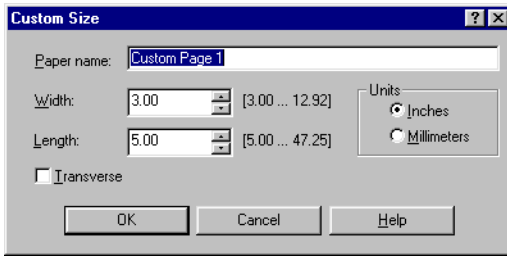 Custom Size
Paper name: Custom Page 1
Width: 3.00 [3.00 ... 12.92]
Length: 5.00 [5.00 ... 47.25]
Units
Inches
Millimeters
Transverse
OK Cancel Help